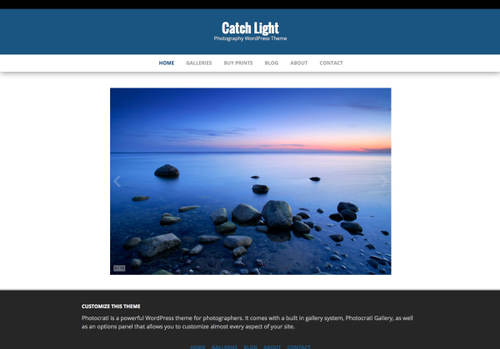 Catch Light
Photography WordPress Theme
HOME GALLERIES BUY PRINTS BLOG ABOUT CONTACT
CUSTOMIZE THIS THEME
Photocrati is a powerful WordPress theme for photographers. It comes with a built in gallery system, Photocrati Gallery, as well
as an options panel that allows you to customize almost every aspect of your site.
HOME GALLERIES BLOG ABOUT CONTACT